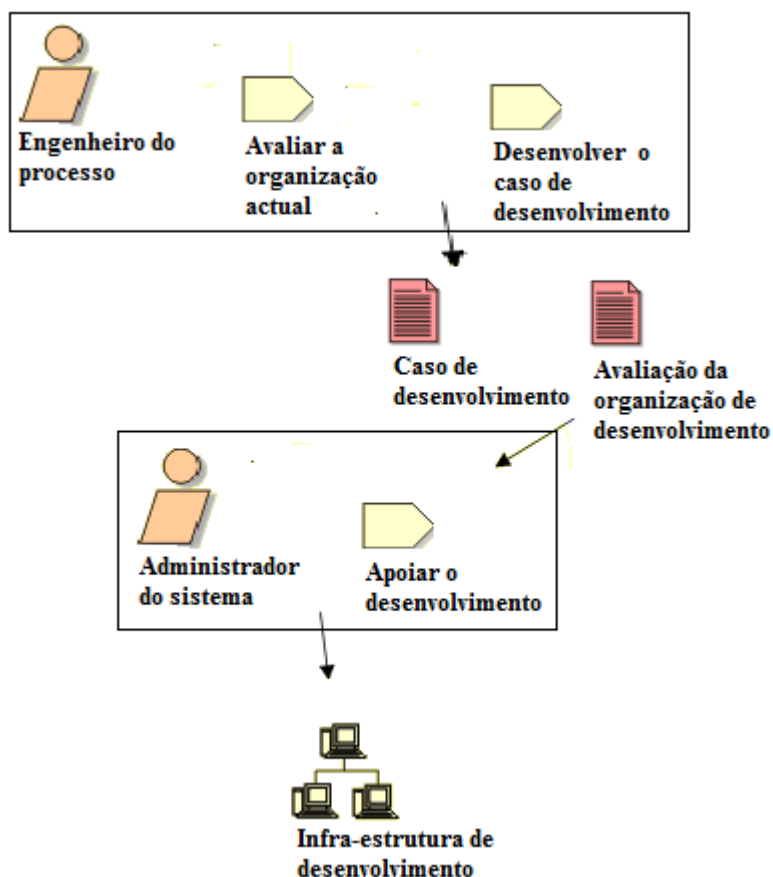 Engenheiro do
processo
Avaliar a
organização
actual
Desenvolver o
caso de
desenvolvimento
Caso de
desenvolvimento
Avaliação da
organização de
desenvolvimento
Administrador
do sistema
Apoiar o
desenvolvimento
Infra-estrutura de
desenvolvimento